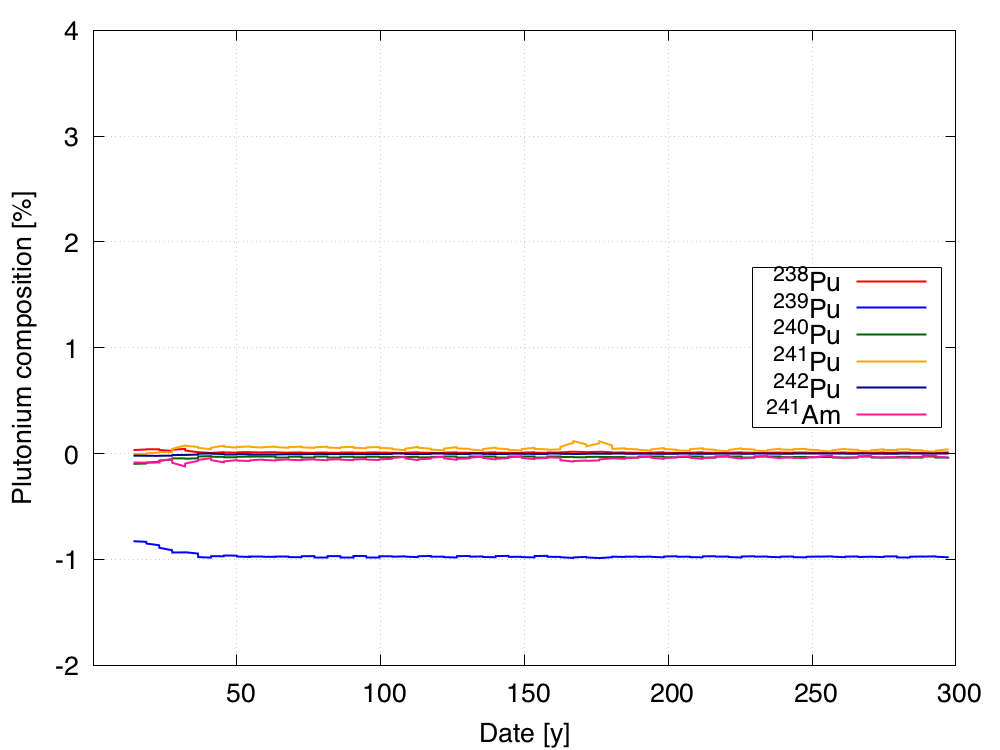 Plutonium composition [%]
4
3
2
1
0
-1
-2
238Pu
239Pu
240Pu
241Pu
242Pu
241Am
50 100 150 200 250 300
Date [y]